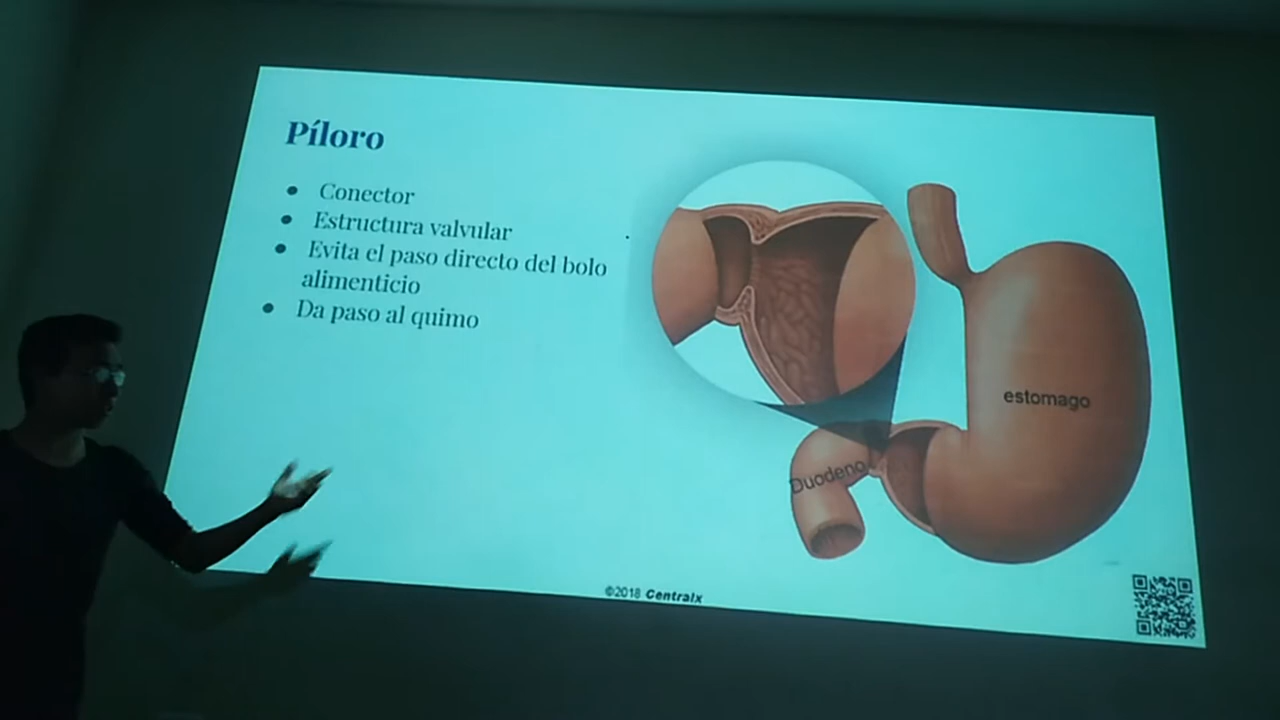 Píloro
● Conector
● Estructura valvular
● Evita el paso directo del bolo
alimenticio
● Da paso al quimo
estomago
Duodeno
©2018 Centralx